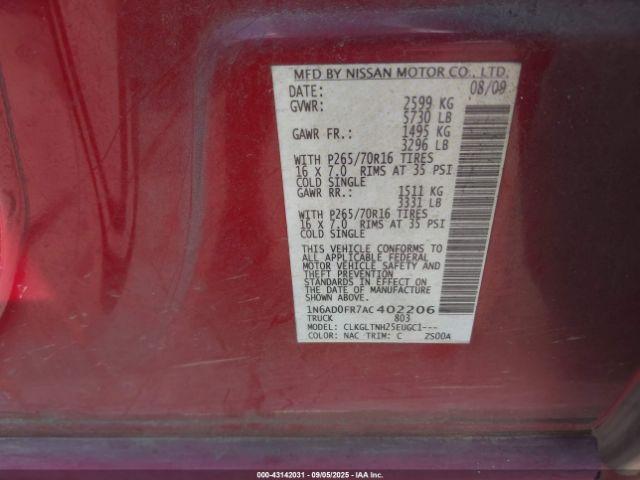 MFD BY NISSAN MOTOR CO., LTD.
DATE: 08/09
GVWR: 2599 KG
5730 LB
GAWR FR.: 1495 KG
3296 LB
WITH P265/70R16 TIRES
16 X 7.0 RIMS AT 35 PSI
COLD SINGLE
GAWR RR.: 1511 KG
3331 LB
WITH P265/70R16 TIRES
16 X 7.0 RIMS AT 35 PSI
COLD SINGLE
THIS VEHICLE CONFORMS TO
ALL APPLICABLE FEDERAL
MOTOR VEHICLE SAFETY AND
THEFT PREVENTION
STANDARDS IN EFFECT ON
THE DATE OF MFR SHOWN ABOVE.
1N6AD0FR7AC402206
TRUCK 803
MODEL: CLKGLTNH25EUGCI---
COLOR: NAC TRIM: C 2S00A
000-43142031 - 09/05/2025 - IAA, Inc.